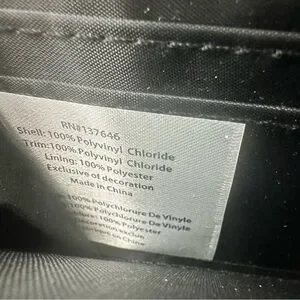 RN#137646
Shell: 100% Polyvinyl Chloride
Trim:100% Polyvinyl Chloride
Lining: 100% Polyester
Exclusive of decoration
Made in China
100% Polychlorure De Vinyle
100% Polychlorure De Vinyle
100% Polyester
Decoration